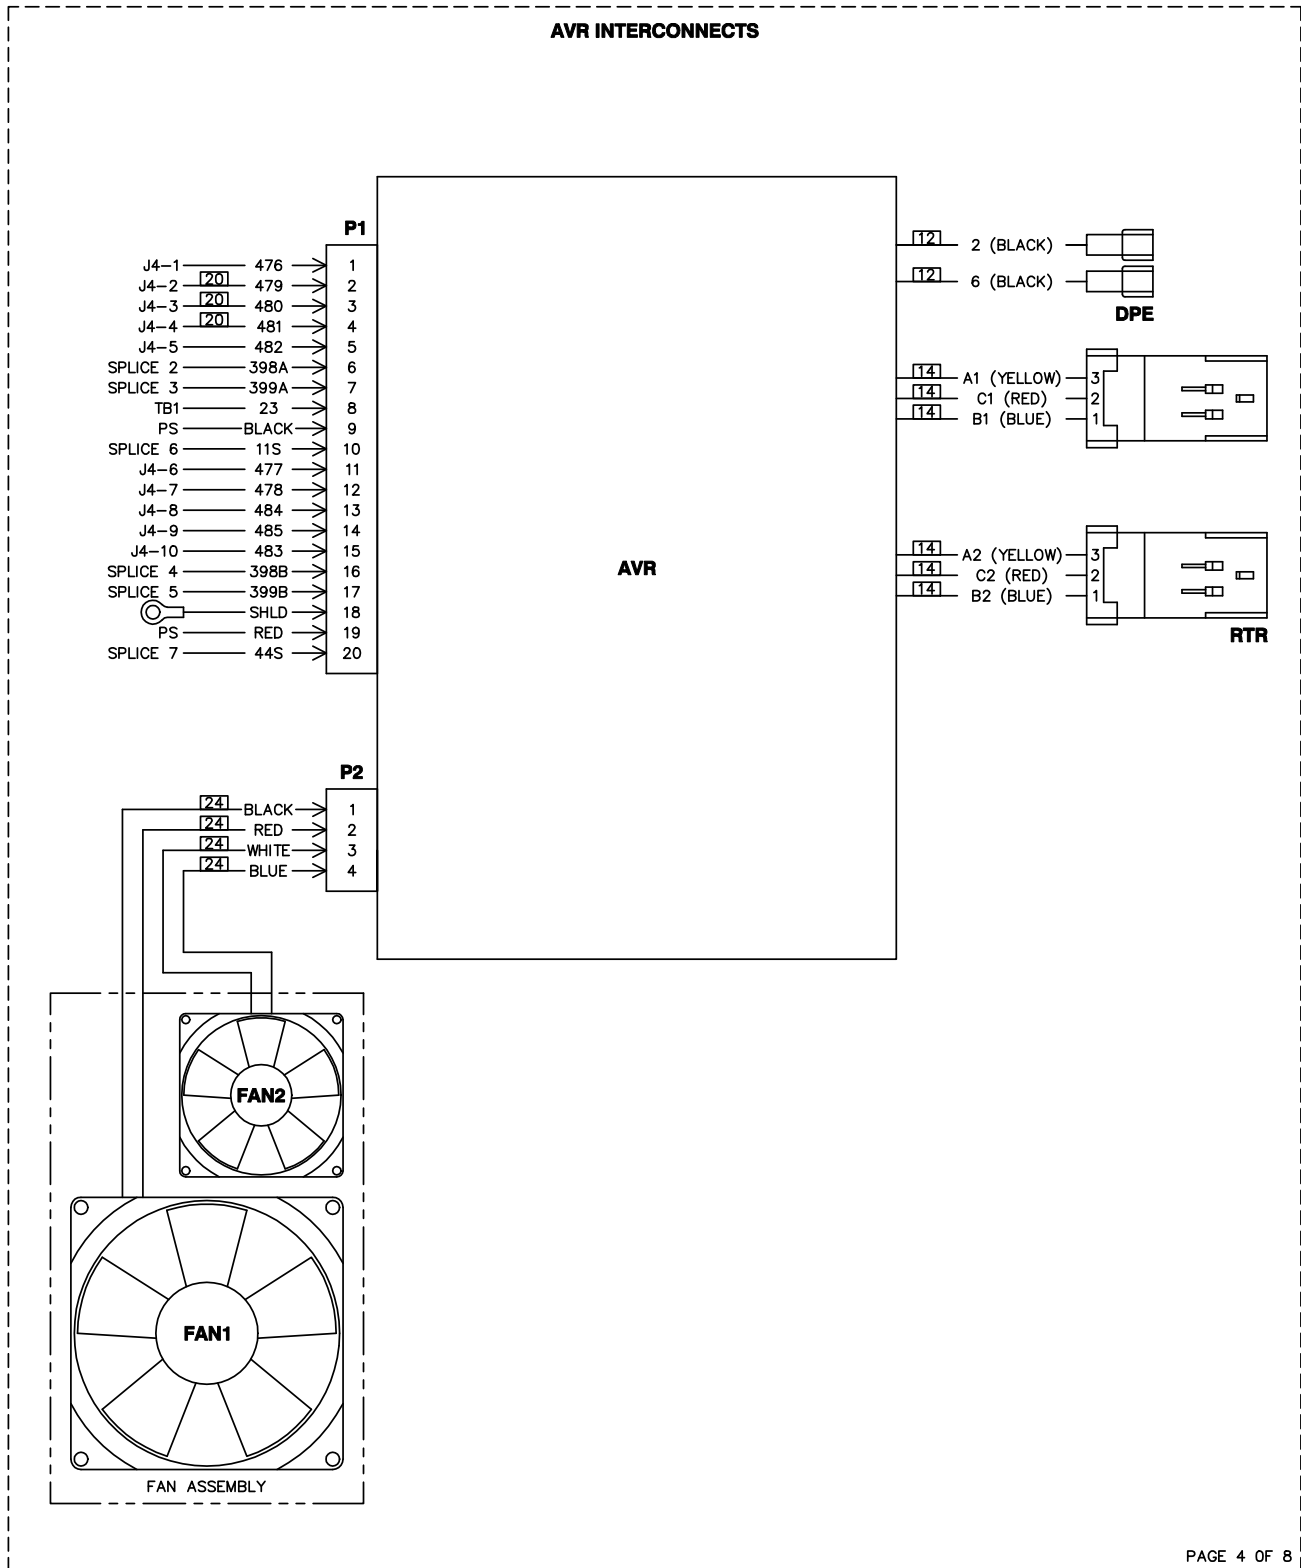 AVR INTERCONNECTS
P1
J4-1 476 1
J4-2 20 479 2
J4-3 20 480 3
J4-4 20 481 4
J4-5 482 5
SPLICE 2 398A 6
SPLICE 3 399A 7
TB1 23 8
PS BLACK 9
SPLICE 6 11S 10
J4-6 477 11
J4-7 478 12
J4-8 484 13
J4-9 485 14
J4-10 483 15
SPLICE 4 398B 16
SPLICE 5 399B 17
SHLD 18
PS RED 19
SPLICE 7 44S 20
AVR
12 2 (BLACK)
12 6 (BLACK)
DPE
14 A1 (YELLOW) 3
14 C1 (RED) 2
14 B1 (BLUE) 1
14 A2 (YELLOW) 3
14 C2 (RED) 2
14 B2 (BLUE) 1
RTR
P2
24 BLACK 1
24 RED 2
24 WHITE 3
24 BLUE 4
FAN2
FAN1
FAN ASSEMBLY
PAGE 4 OF 8